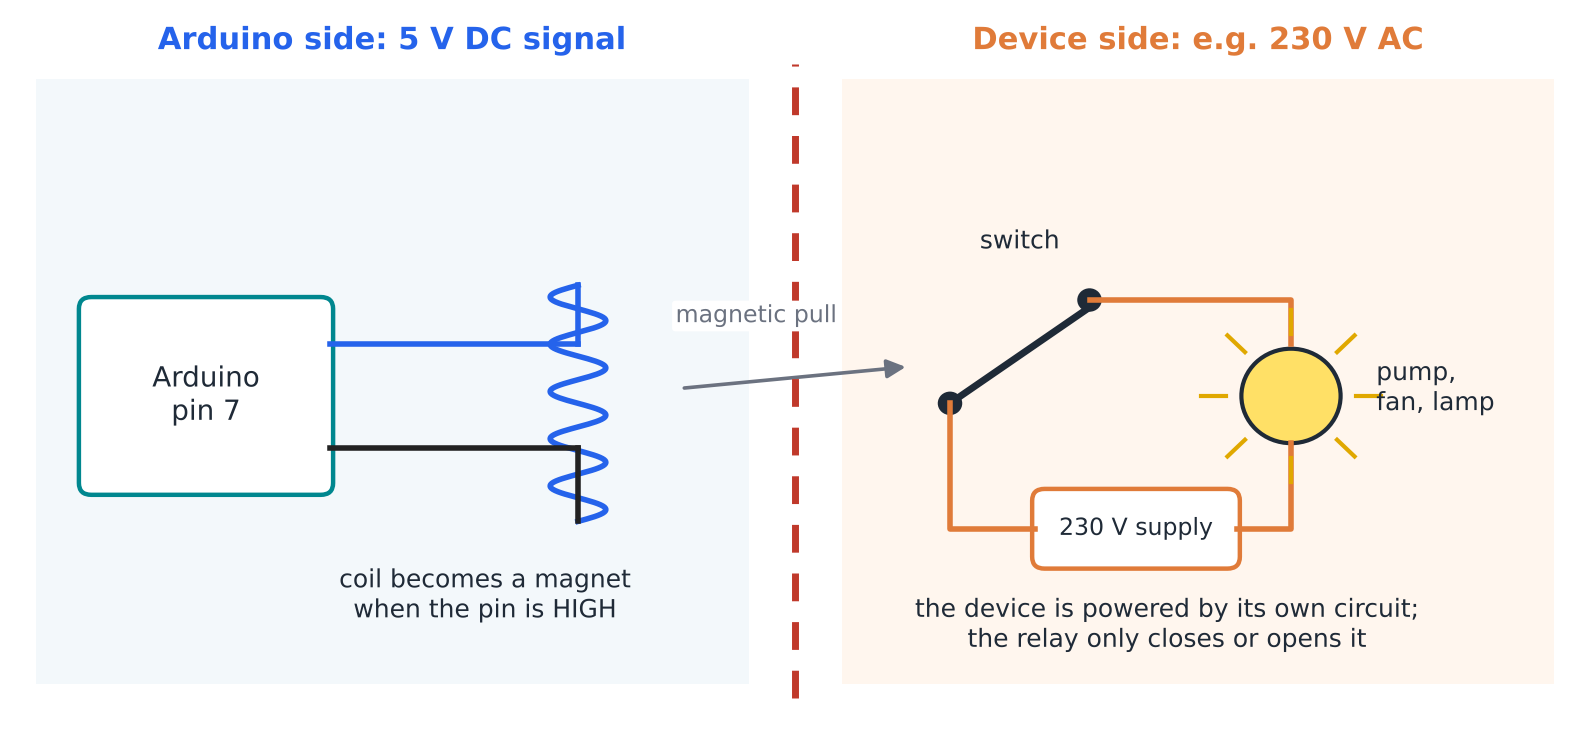 Arduino side: 5 V DC signal
Device side: e.g. 230 V AC
switch
magnetic pull
Arduino
pin 7
pump,
fan, lamp
230 V supply
coil becomes a magnet
when the pin is HIGH
the device is powered by its own circuit;
the relay only closes or opens it